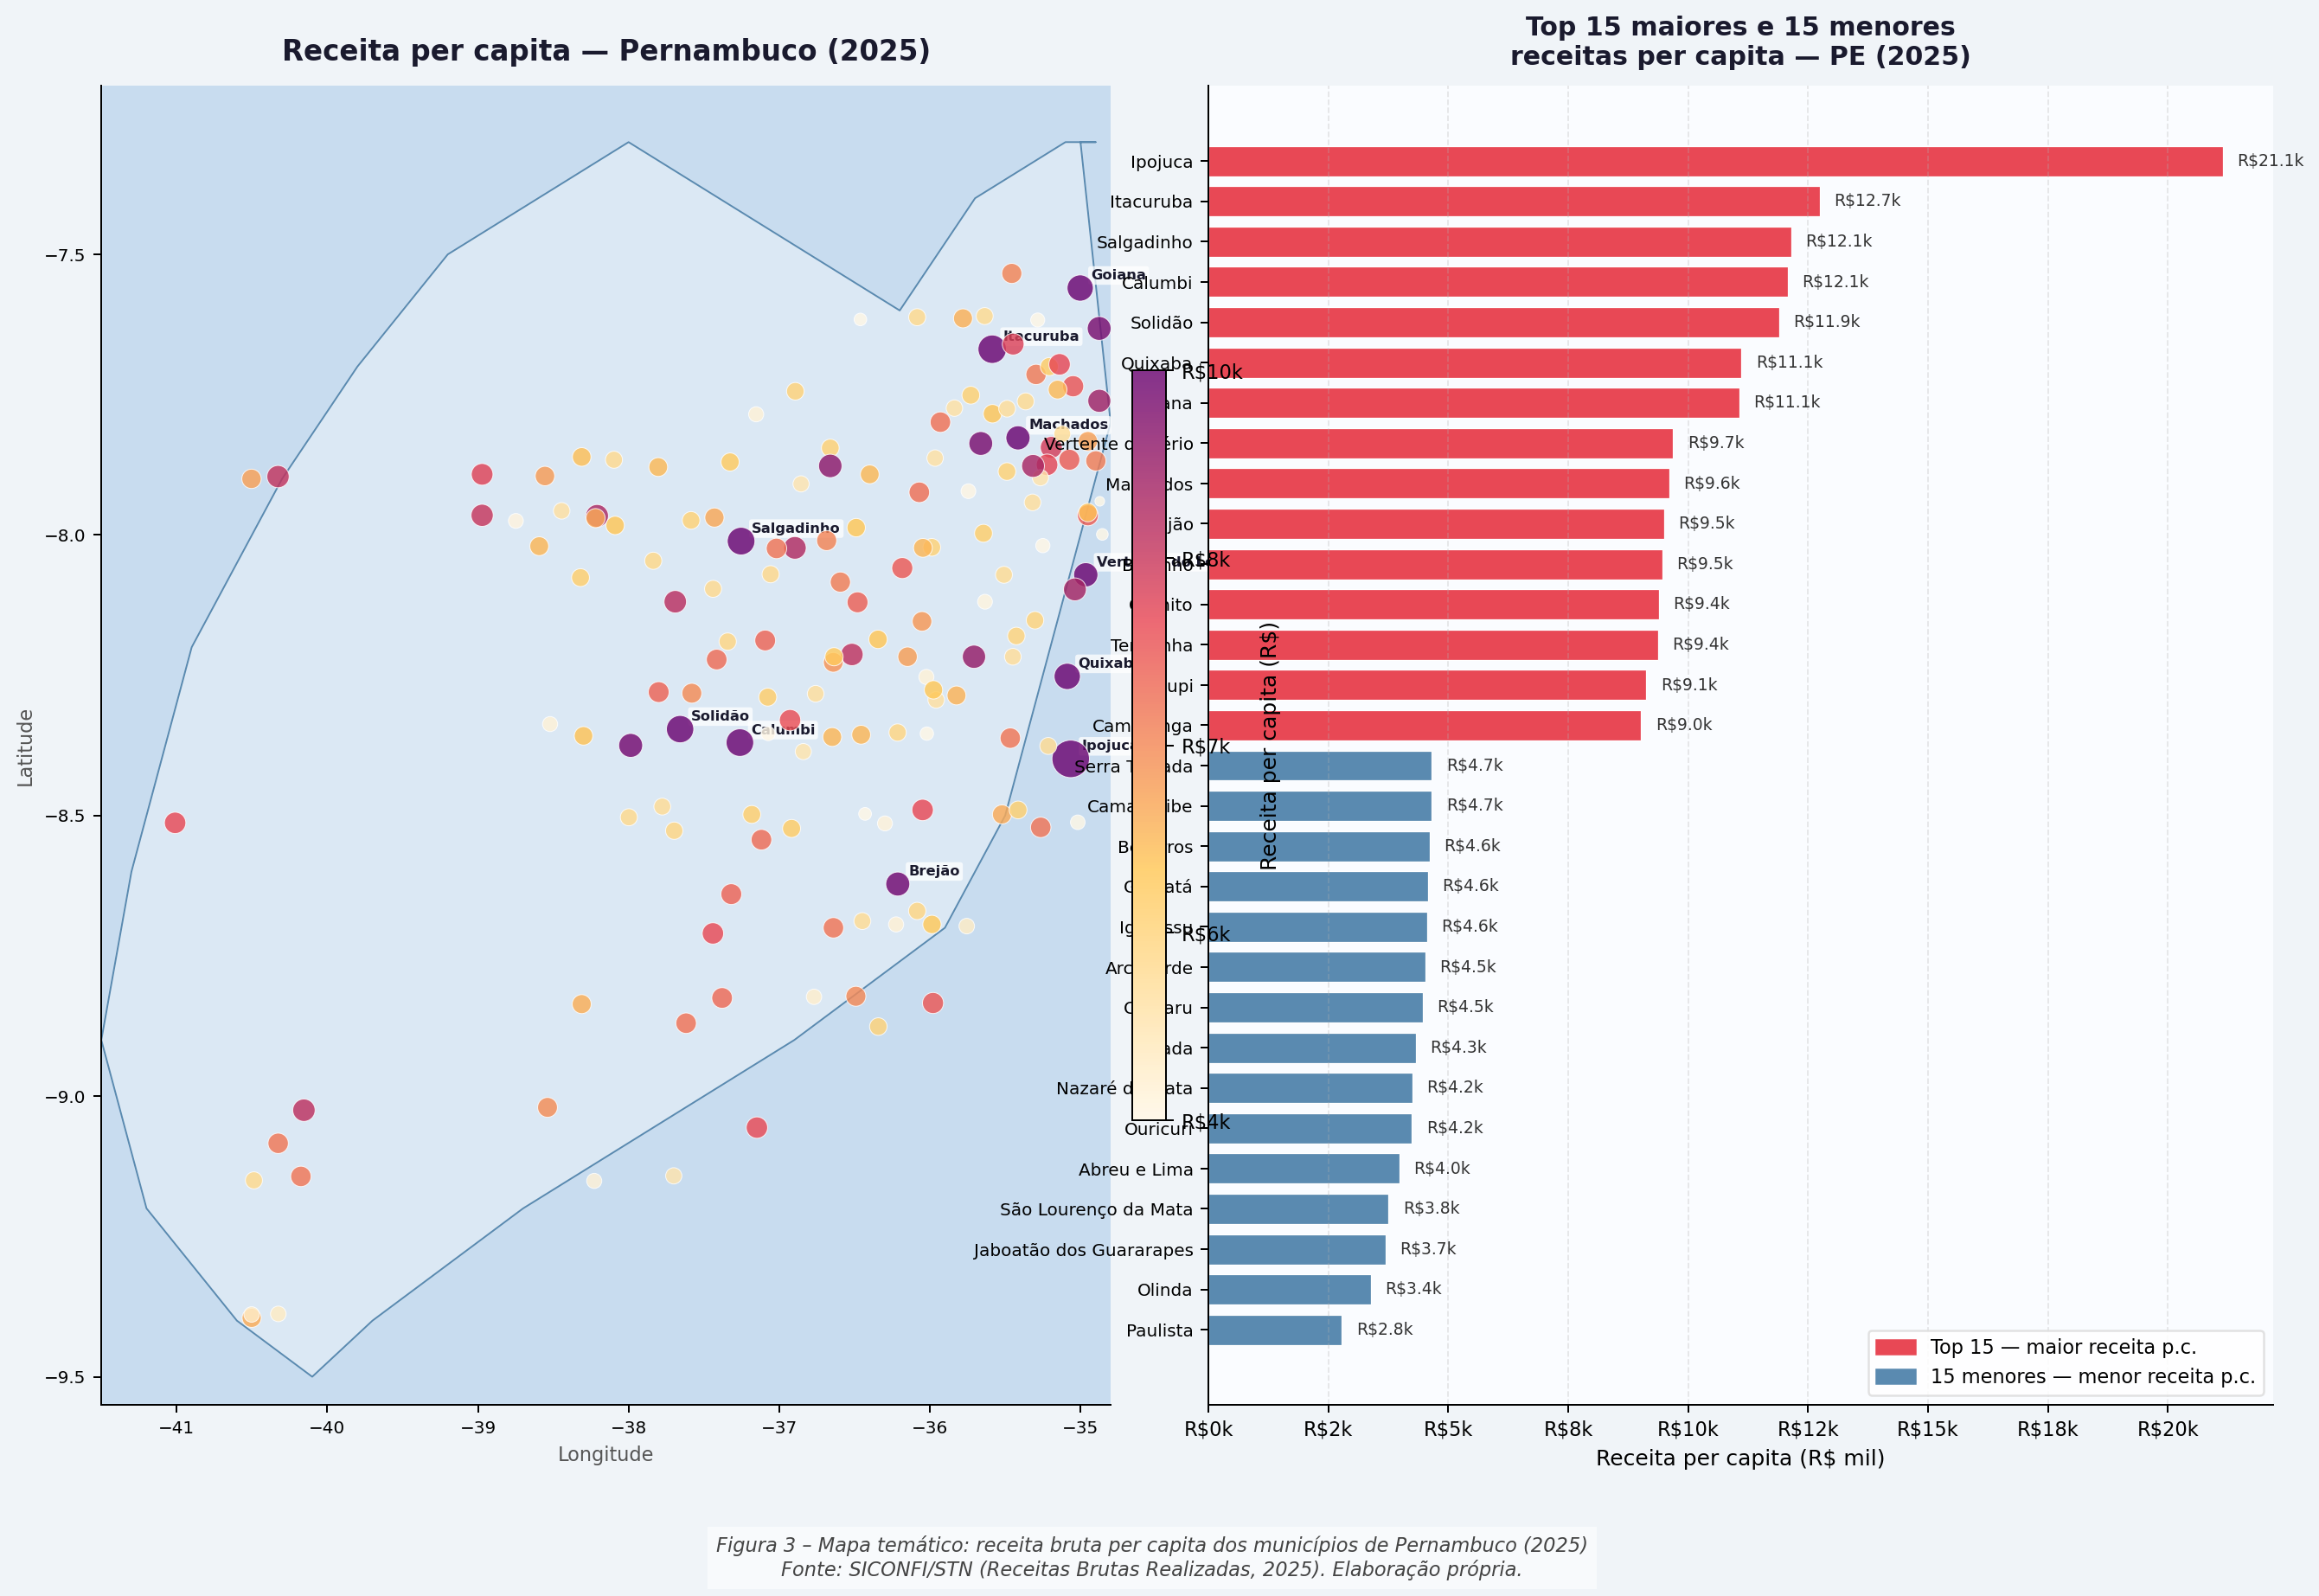 Receita per capita — Pernambuco (2025)
−7.5
−8.0
−8.5
−9.0
−9.5
Latitude
−41
−40
−39
−38
−37
−36
−35
Longitude
Goiana
Itacuruba
Machados
Salgadinho
Quixaba
Solidão
Calumbi
Ipojuca
Brejão
R$10k
R$8k
R$7k
R$6k
R$4k
Receita per capita (R$)
Top 15 maiores e 15 menores
receitas per capita — PE (2025)
Ipojuca R$21.1k
Itacuruba R$12.7k
Salgadinho R$12.1k
Calumbi R$12.1k
Solidão R$11.9k
Quixaba R$11.1k
R$11.1k
Vertente R$9.7k
R$9.6k
R$9.5k
R$9.5k
R$9.4k
R$9.4k
R$9.1k
R$9.0k
Serra R$4.7k
R$4.7k
R$4.6k
R$4.6k
R$4.6k
R$4.5k
R$4.5k
R$4.3k
Nazaré R$4.2k
Ouricuri R$4.2k
Abreu e Lima R$4.0k
São Lourenço da Mata R$3.8k
Jaboatão dos Guararapes R$3.7k
Olinda R$3.4k
Paulista R$2.8k
Top 15 — maior receita p.c.
15 menores — menor receita p.c.
R$0k
R$2k
R$5k
R$8k
R$10k
R$12k
R$15k
R$18k
R$20k
Receita per capita (R$ mil)
Figura 3 – Mapa temático: receita bruta per capita dos municípios de Pernambuco (2025)
Fonte: SICONFI/STN (Receitas Brutas Realizadas, 2025). Elaboração própria.